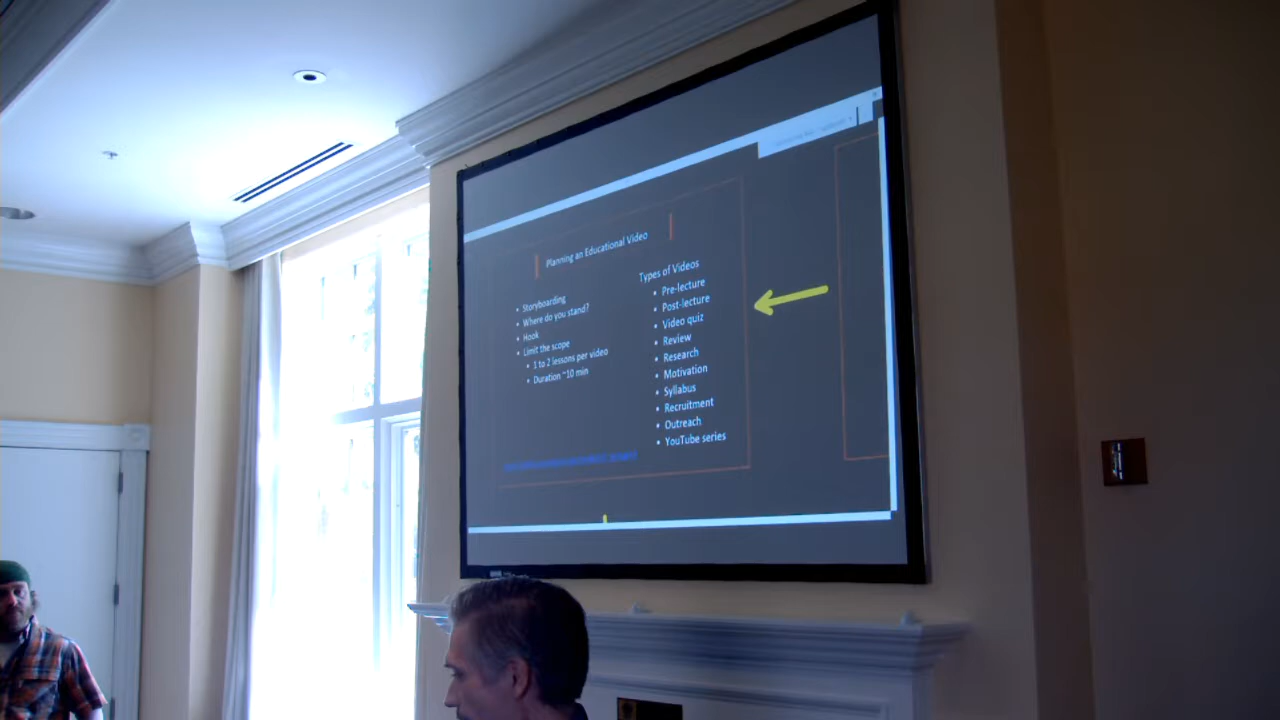 Planning an Educational Video
• Storyboarding
• Where do you stand?
• Hook
• Limit the scope
• 1 to 2 lessons per video
• Duration ~10 min
Types of Videos
• Pre-lecture
• Post-lecture
• Video quiz
• Review
• Research
• Motivation
• Syllabus
• Recruitment
• Outreach
• YouTube series